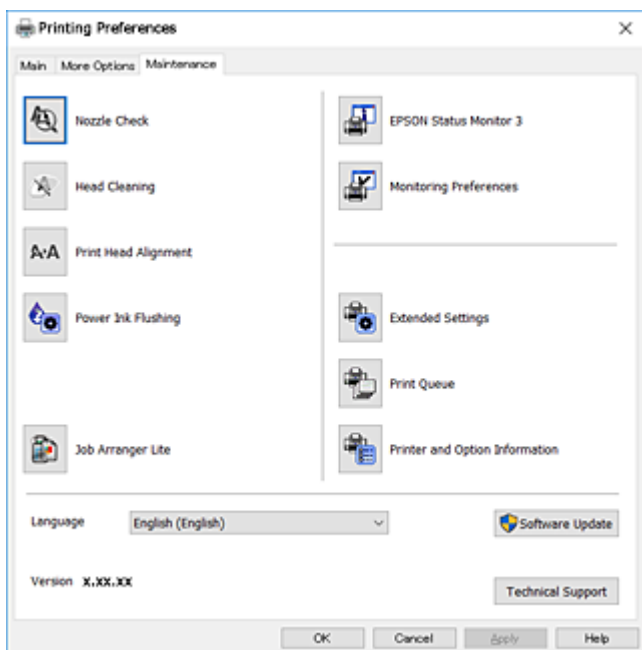 Printing Preferences
Main More Options Maintenance
Nozzle Check
EPSON Status Monitor 3
Head Cleaning
Monitoring Preferences
A·A Print Head Alignment
Power Ink Flushing
Extended Settings
Print Queue
Job Arranger Lite
Printer and Option Information
Language English (English)
Software Update
Version X.XX.XX
Technical Support
OK Cancel Apply Help